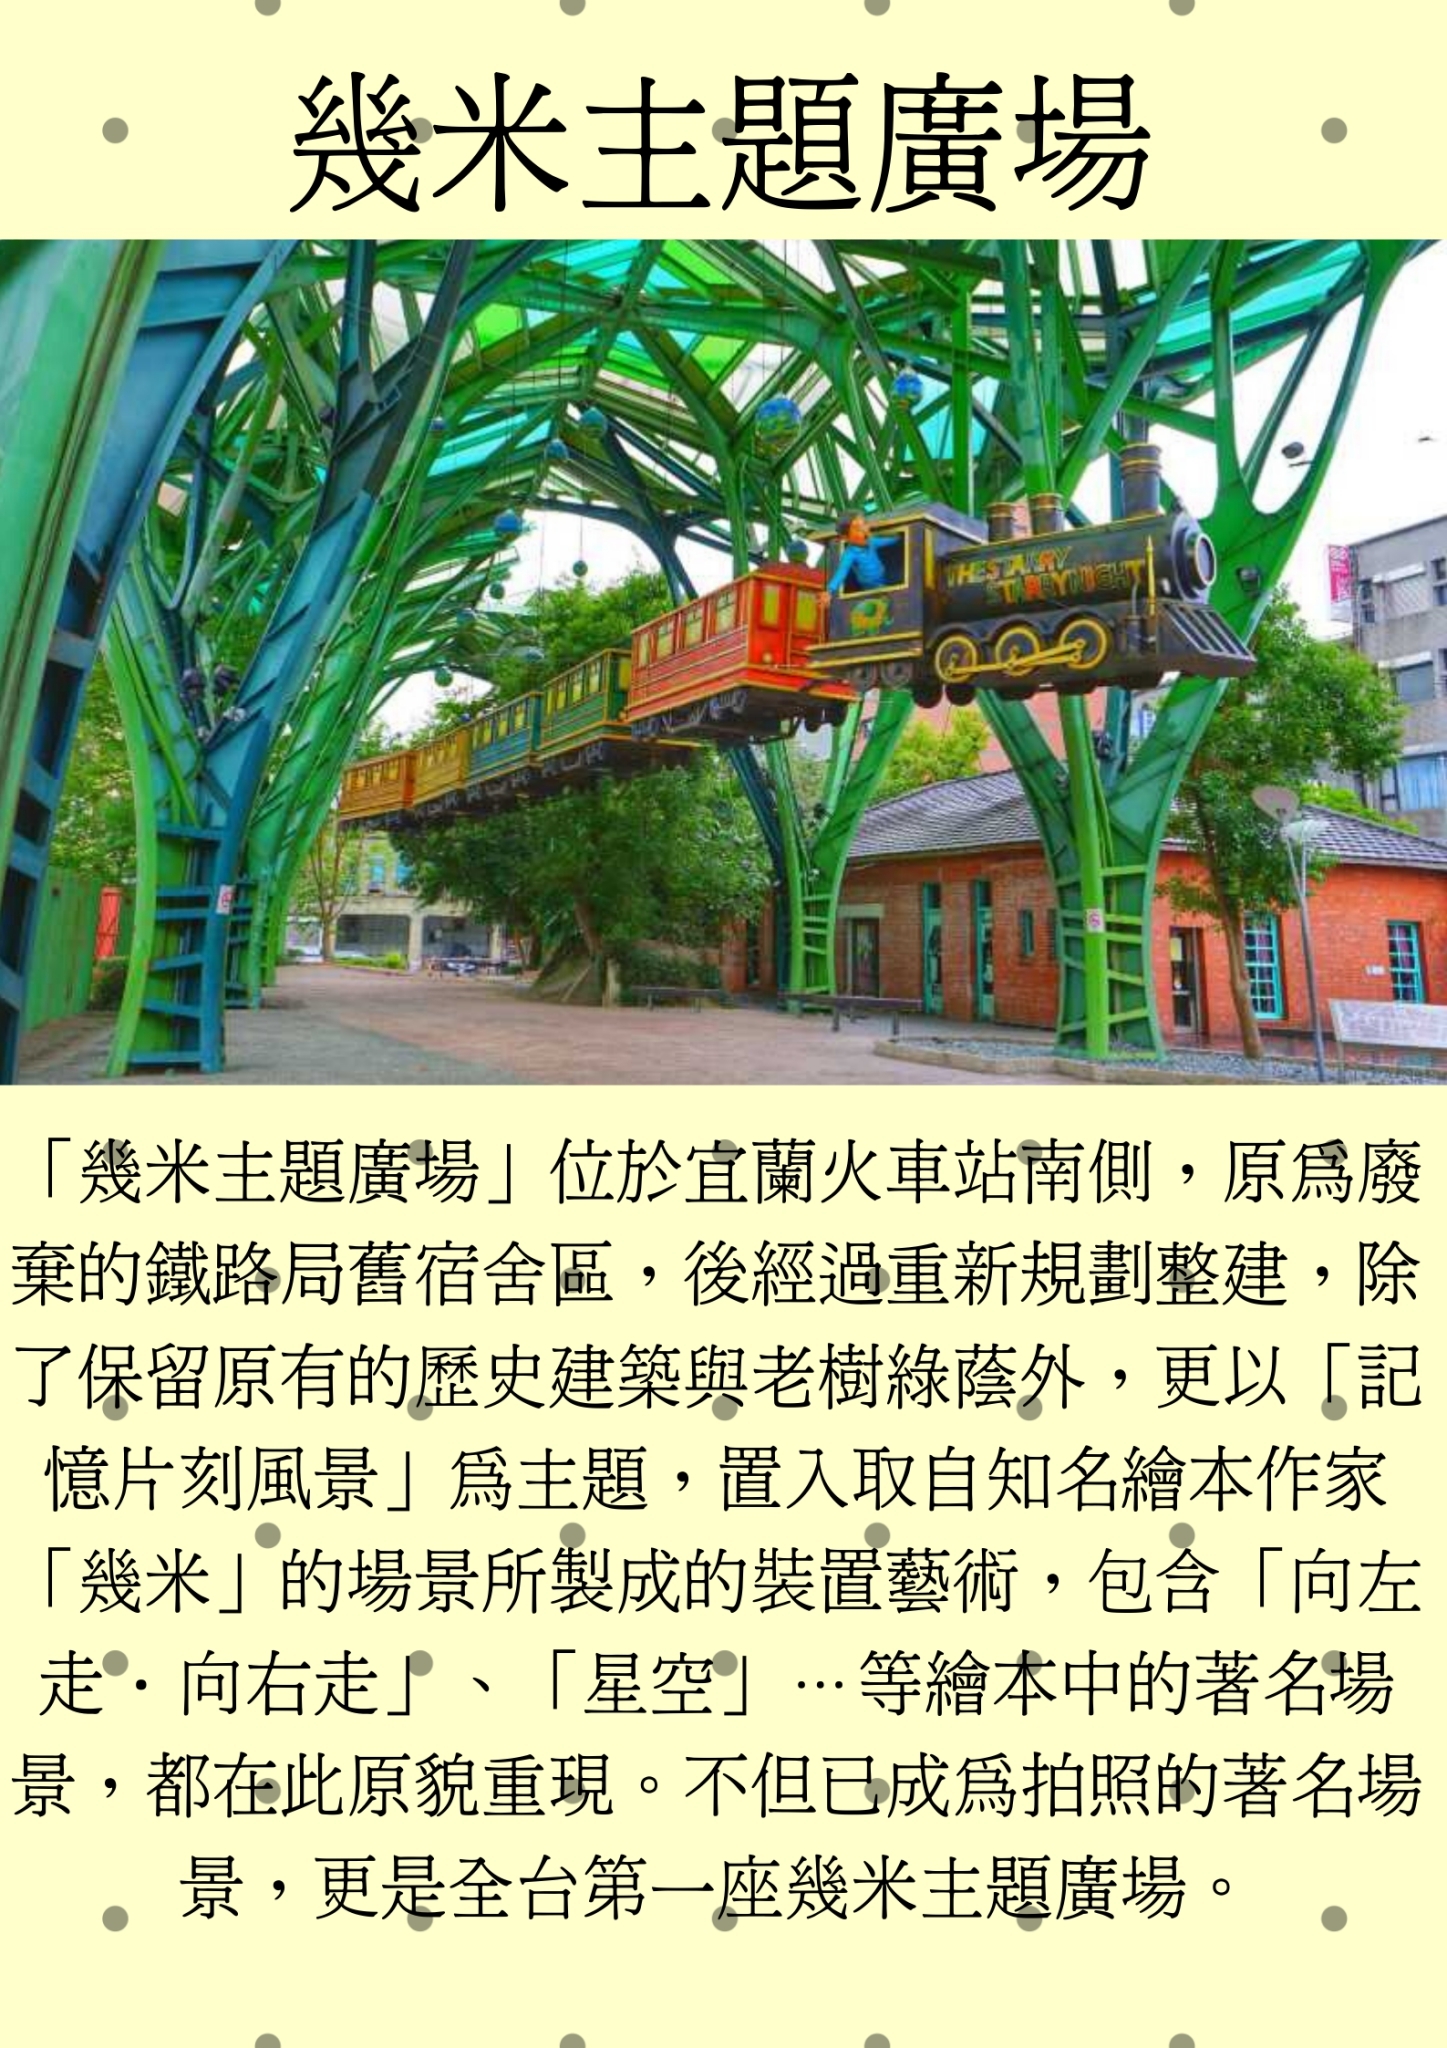 幾米主題廣場
THE STARRY
STARRY NIGHT
「幾米主題廣場」位於宜蘭火車站南側，原為廢
棄的鐵路局舊宿舍區，後經過重新規劃整建，除
了保留原有的歷史建築與老樹綠蔭外，更以「記
憶片刻風景」為主題，置入取自知名繪本作家
「幾米」的場景所製成的裝置藝術，包含「向左
走．向右走」、「星空」…等繪本中的著名場
景，都在此原貌重現。不但已成為拍照的著名場
景，更是全台第一座幾米主題廣場。